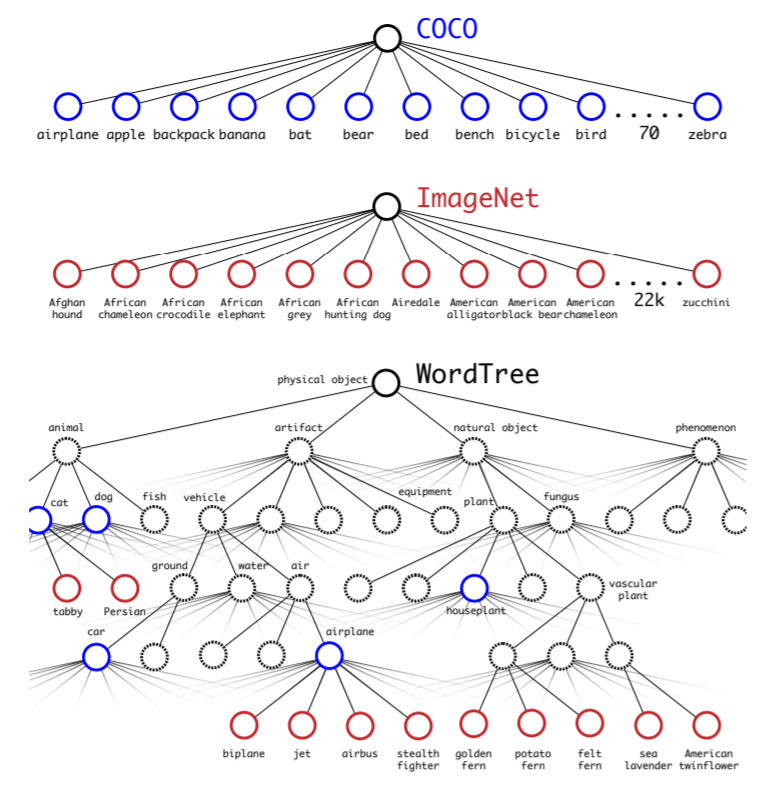 COCO
airplane apple backpack banana bat bear bed bench bicycle bird ..... 70 zebra
ImageNet
Afghan hound
African chameleon
African crocodile
African elephant
African grey
African hunting dog
Airedale
American alligator
American black bear
American chameleon
..... 22k
zucchini
WordTree
physical object
animal artifact natural object phenomenon
cat dog fish vehicle equipment plant fungus
ground water air houseplant vascular plant
tabby Persian
car airplane
biplane
jet
airbus
stealth fighter
golden fern
potato fern
felt fern
sea lavender
American twinflower